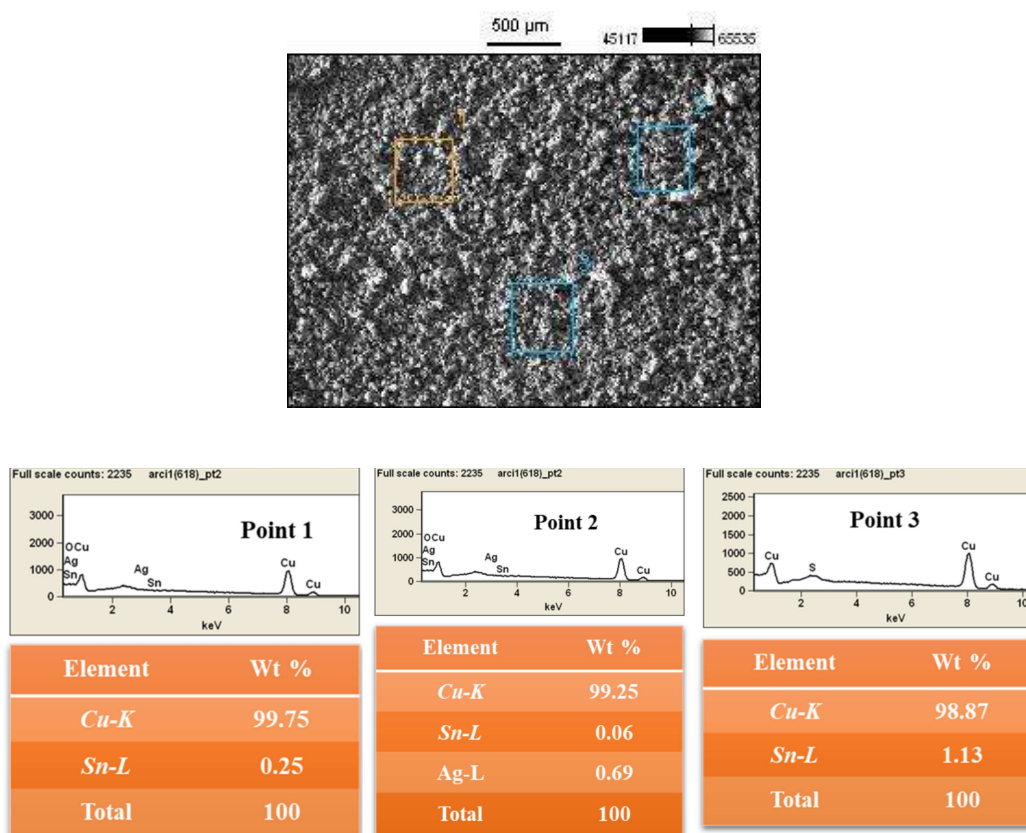 500 µm
45117 65535
Full scale counts: 2235 arci1(618)_pt2
3000
2000
1000
0
O Cu
Ag
Sn
Ag
Sn
Cu
Cu
Point 1
2 4 6 8 10
keV
Element Wt %
Cu-K 99.75
Sn-L 0.25
Total 100
Full scale counts: 2235 arci1(618)_pt2
3000
2000
1000
0
O Cu
Ag
Sn
Ag
Sn
Cu
Cu
Point 2
2 4 6 8 10
keV
Element Wt %
Cu-K 99.25
Sn-L 0.06
Ag-L 0.69
Total 100
Full scale counts: 2235 arci1(618)_pt3
2500
2000
1500
1000
500
0
Cu
S
Cu
Cu
Point 3
2 4 6 8 10
keV
Element Wt %
Cu-K 98.87
Sn-L 1.13
Total 100